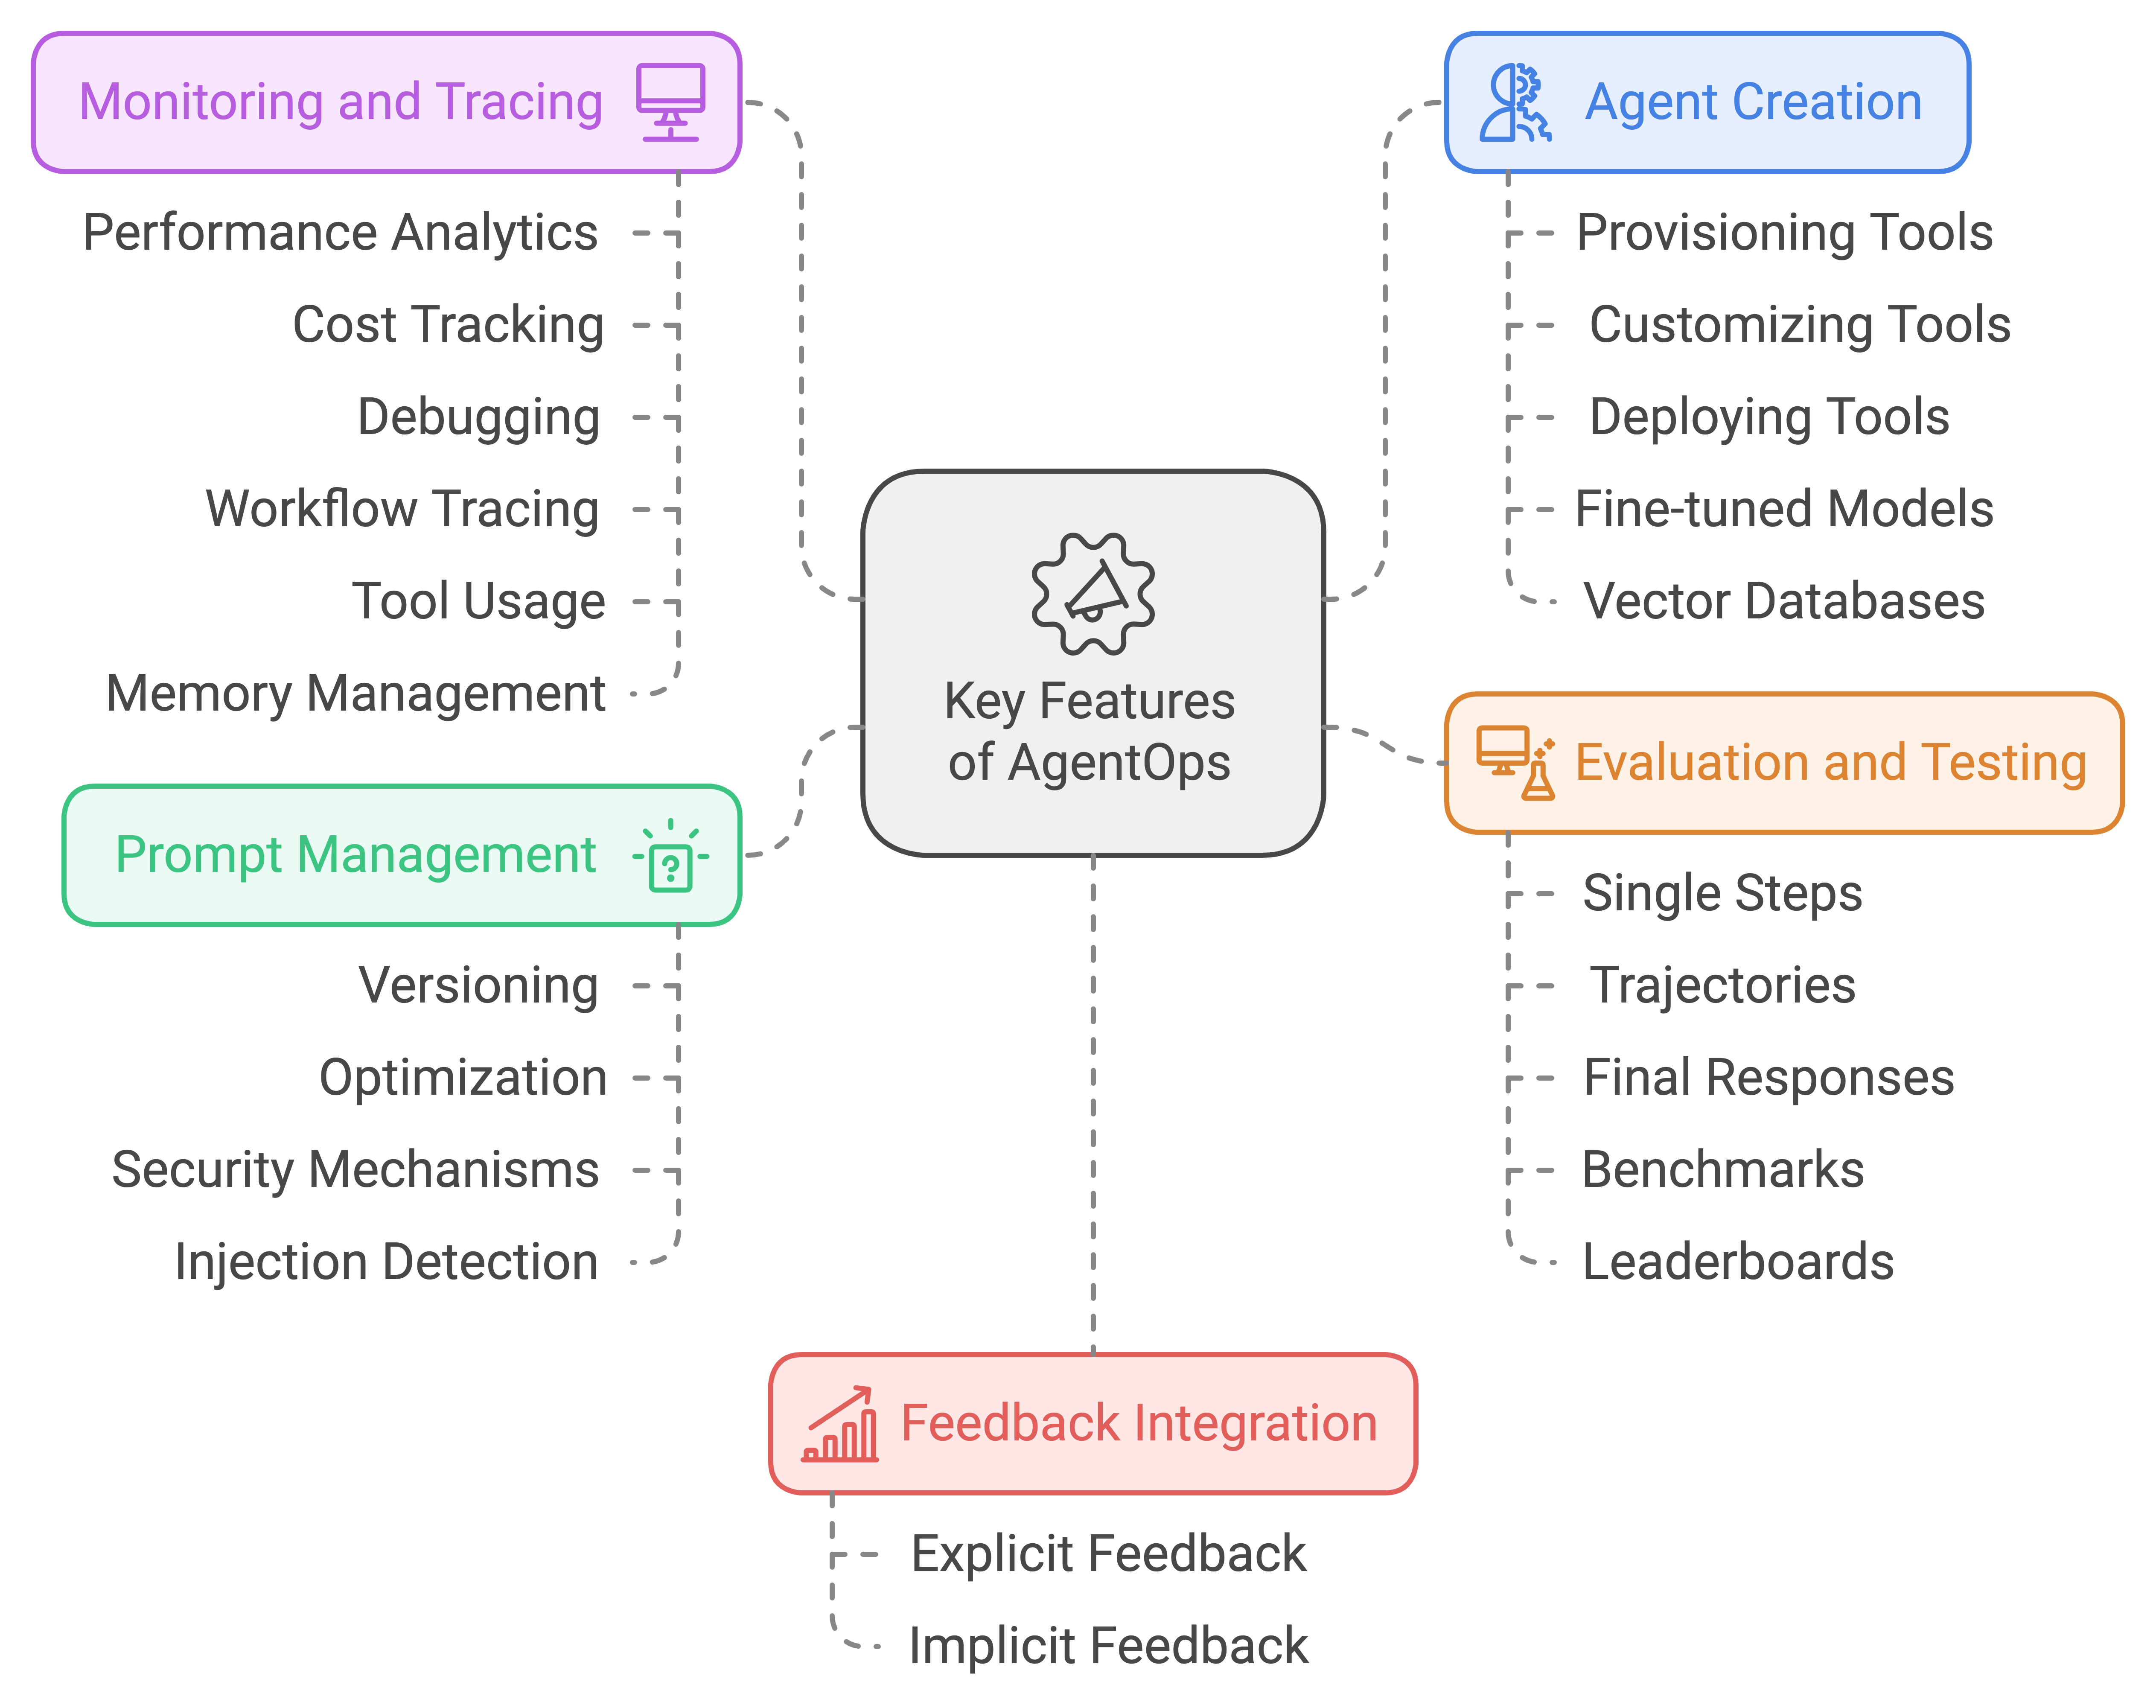 Monitoring and Tracing
Performance Analytics
Cost Tracking
Debugging
Workflow Tracing
Tool Usage
Memory Management
Prompt Management
?
Versioning
Optimization
Security Mechanisms
Injection Detection
Key Features
of AgentOps
Agent Creation
Provisioning Tools
Customizing Tools
Deploying Tools
Fine-tuned Models
Vector Databases
Evaluation and Testing
Single Steps
Trajectories
Final Responses
Benchmarks
Leaderboards
Feedback Integration
Explicit Feedback
Implicit Feedback